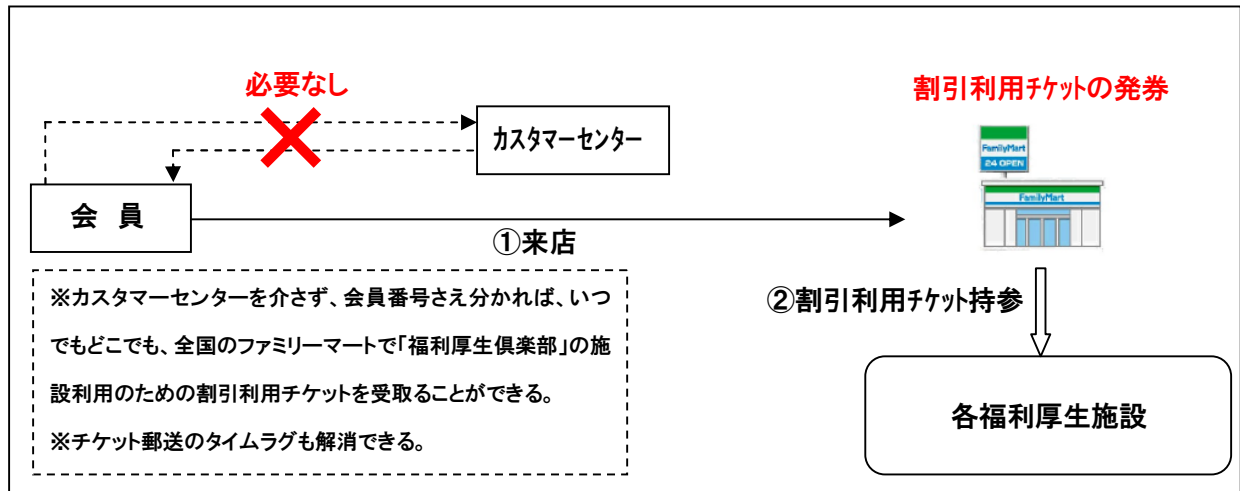 必要なし
割引利用ﾁｹｯﾄの発券
カスタマーセンター
FamilyMart
24 OPEN
FamilyMart
会 員
①来店
※カスタマーセンターを介さず、会員番号さえ分かれば、いつ
でもどこでも、全国のファミリーマートで「福利厚生倶楽部」の施
設利用のための割引利用チケットを受取ることができる。
※チケット郵送のタイムラグも解消できる。
②割引利用ﾁｹｯﾄ持参
各福利厚生施設